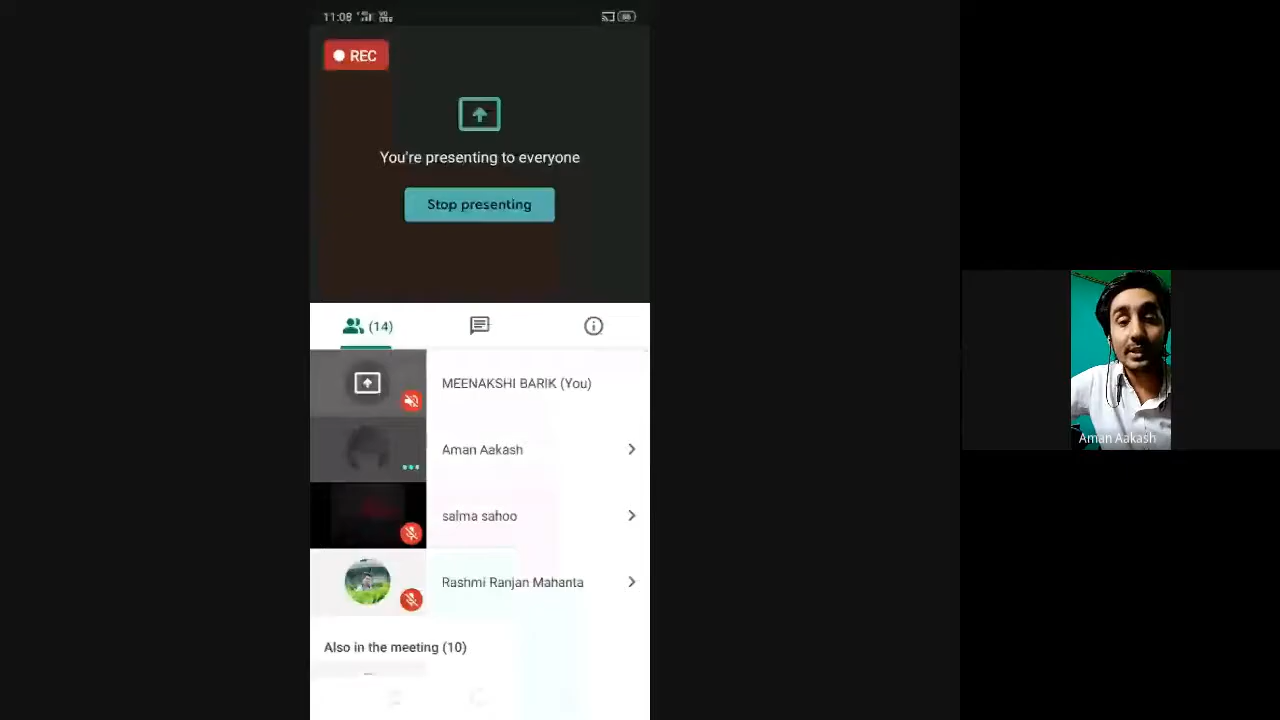 11:08
REC
You're presenting to everyone
Stop presenting
(14)
MEENAKSHI BARIK (You)
Aman Aakash
salma sahoo
Rashmi Ranjan Mahanta
Also in the meeting (10)
Aman Aakash